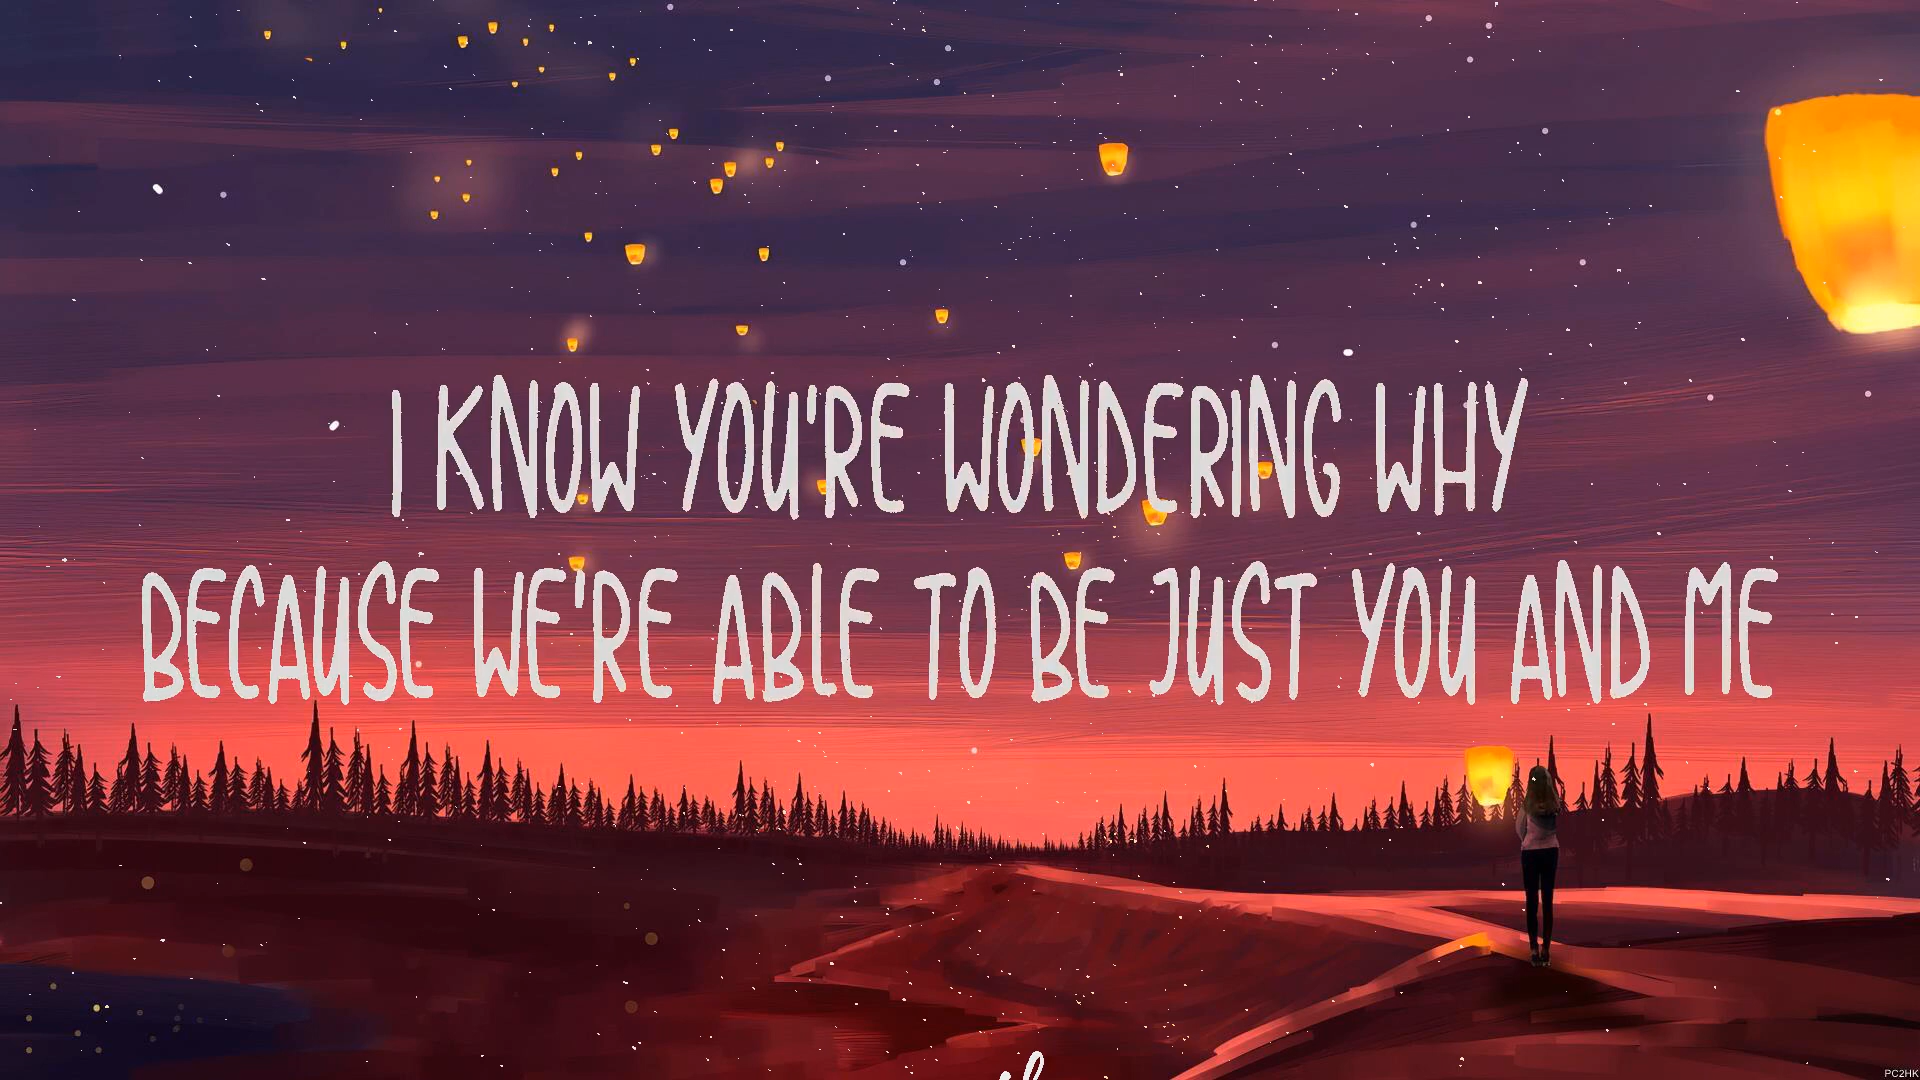 I KNOW YOU'RE WONDERING WHY
BECAUSE WE'RE ABLE TO BE JUST YOU AND ME
PC2HK